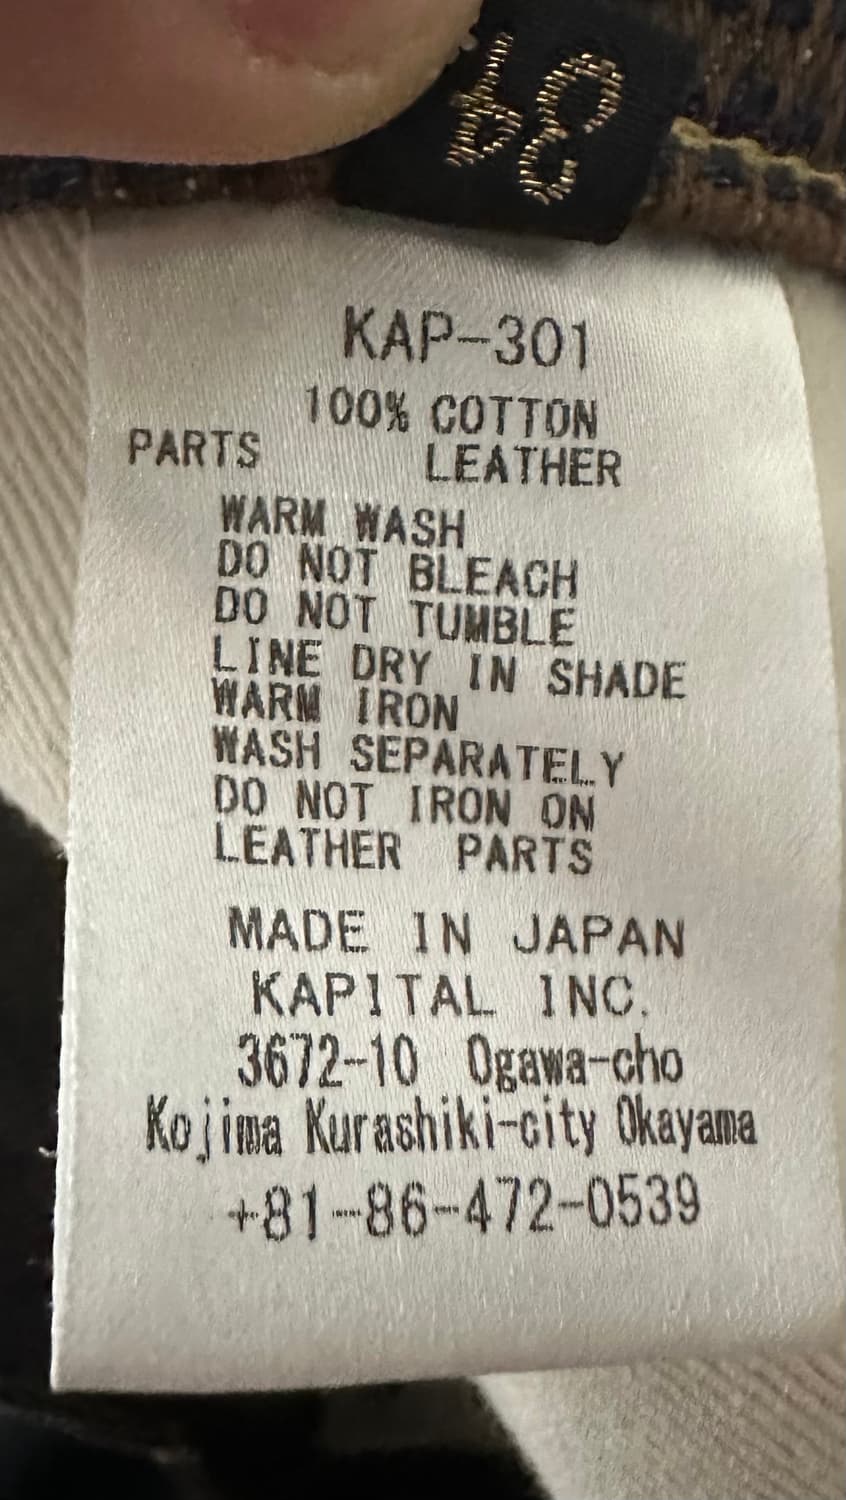 34
KAP-301
100% COTTON
PARTS LEATHER
WARM WASH
DO NOT BLEACH
DO NOT TUMBLE
LINE DRY IN SHADE
WARM IRON
WASH SEPARATELY
DO NOT IRON ON
LEATHER PARTS
MADE IN JAPAN
KAPITAL INC.
3672-10 Ogawa-cho
Kojima Kurashiki-city Okayama
+81-86-472-0539